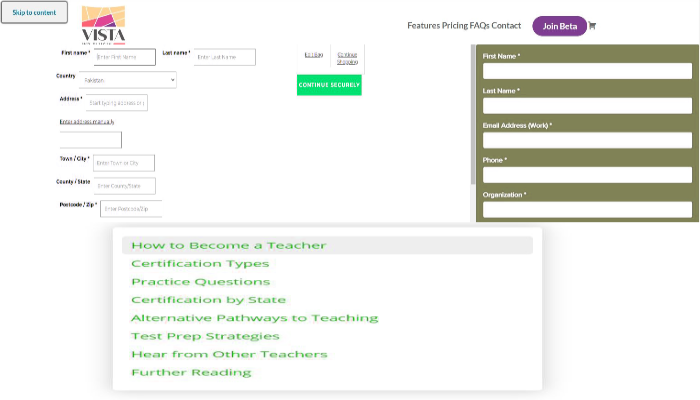 Skip to content
VISTA
Features Pricing FAQs Contact
Join Beta
First name *
Enter First Name
Last name *
Enter Last Name
Country
Pakistan
Address *
Start typing address or p
Enter address manually
Town / City *
Enter Town or City
County / State
Enter County/State
Postcode / Zip *
Enter Postcode/Zip
Continue
Shopping
CONTINUE SECURELY
First Name *
Last Name *
Email Address (Work) *
Phone *
Organization *
How to Become a Teacher
Certification Types
Practice Questions
Certification by State
Alternative Pathways to Teaching
Test Prep Strategies
Hear from Other Teachers
Further Reading